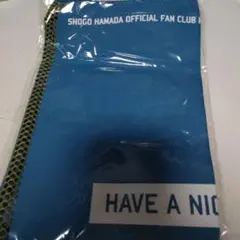 SHOGO HAMADA OFFICIAL FAN CLUB
HAVE A NIC